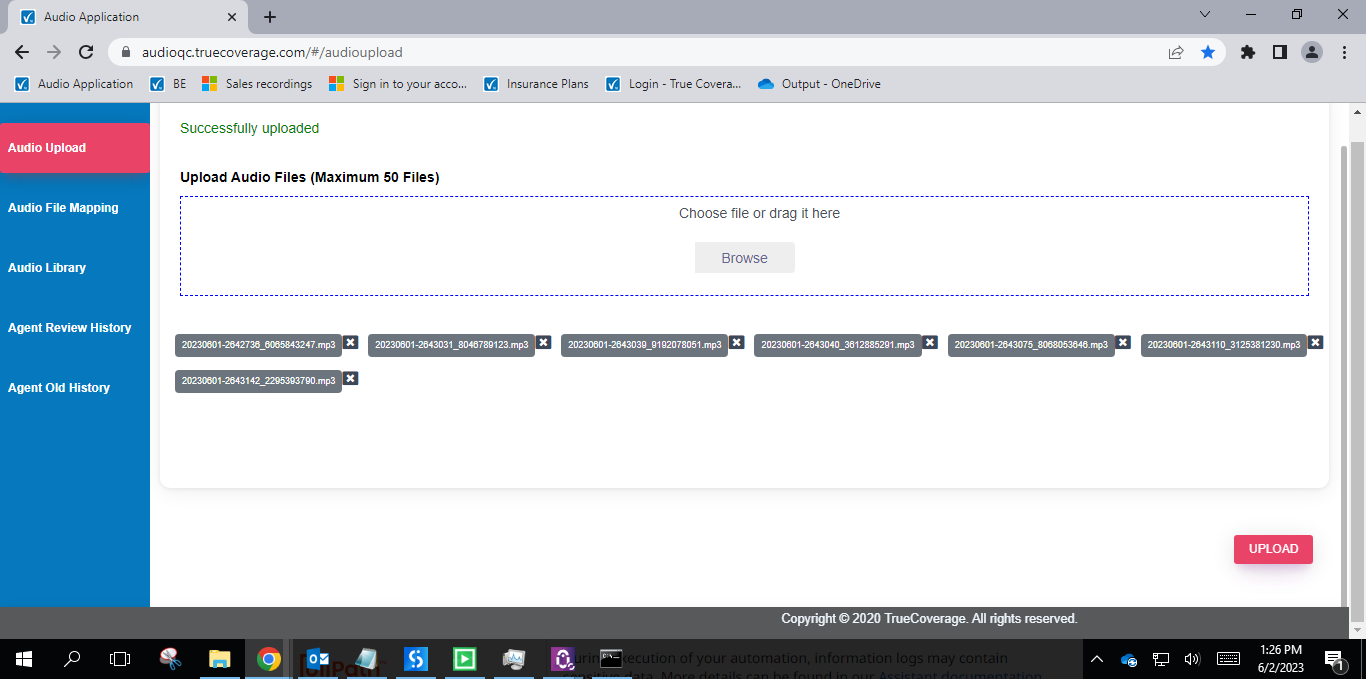 Audio Application
audioqc.truecoverage.com/#/audioupload
Audio Application BE Sales recordings Sign in to your acco... Insurance Plans Login - True Covera... Output - OneDrive
Successfully uploaded
Audio Upload
Upload Audio Files (Maximum 50 Files)
Audio File Mapping
Choose file or drag it here
Browse
Audio Library
Agent Review History
20230601-2642736_6065843247.mp3 20230601-2643031_8046789123.mp3 20230601-2643039_9192078051.mp3 20230601-2643040_3612885291.mp3 20230601-2643075_8068053646.mp3 20230601-2643110_3125381230.mp3
20230601-2643142_2295393790.mp3
Agent Old History
UPLOAD
Copyright © 2020 TrueCoverage. All rights reserved.
execution of your automation, information logs may contain
data. More details can be found in our Assistant documentation
1:26 PM
6/2/2023
1